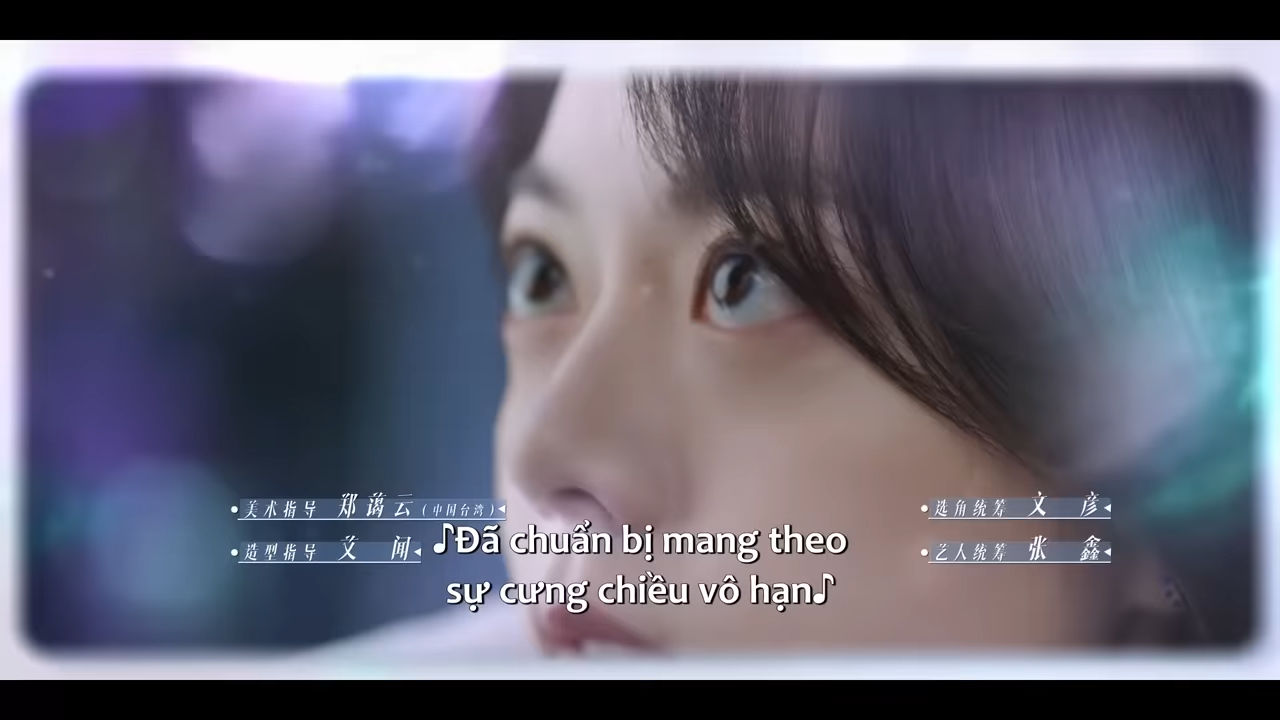 美术指导 郑蔼云(中国台湾)
造型指导 艾闻
选角统筹 文彦
艺人统筹 张鑫
♪Đã chuẩn bị mang theo
sự cưng chiều vô hạn♪